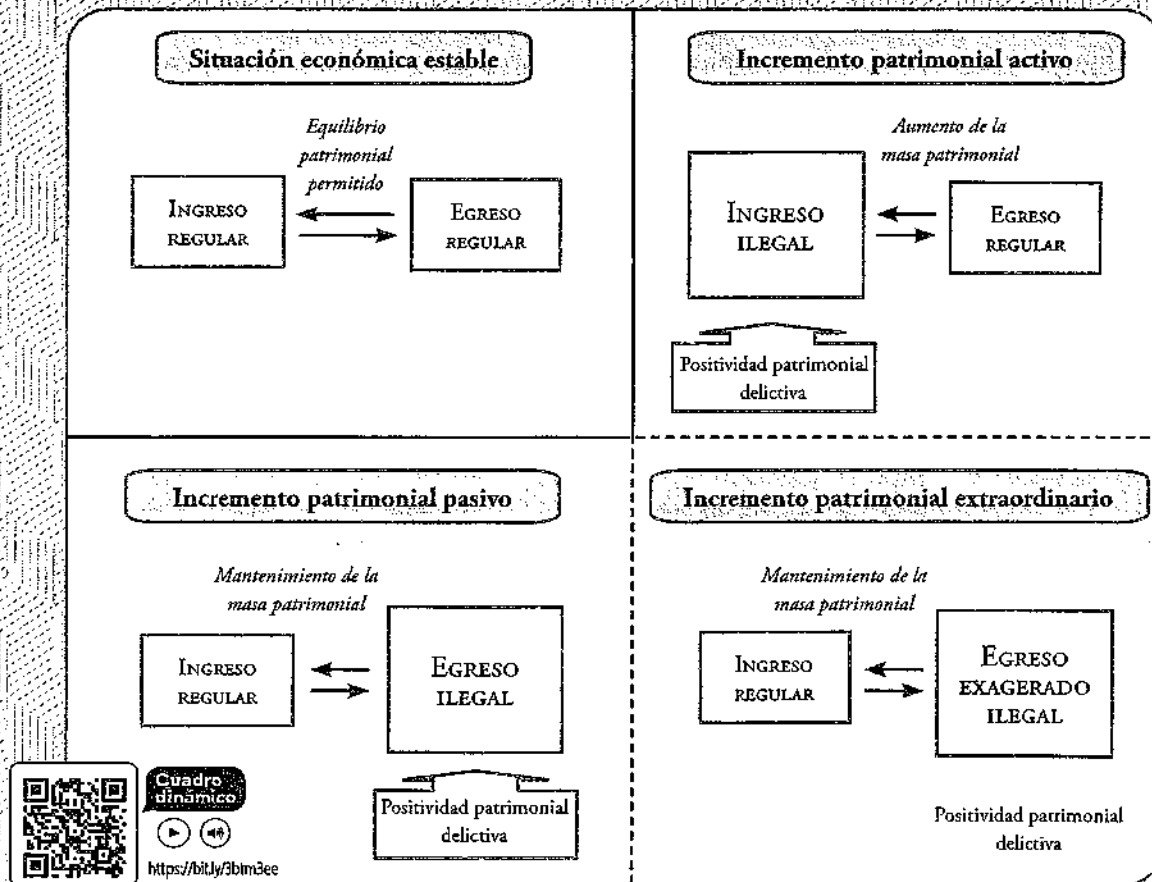 Situación económica estable
Equilibrio
patrimonial
permitido
INGRESO
REGULAR
EGRESO
REGULAR
Incremento patrimonial activo
Aumento de la
masa patrimonial
INGRESO
ILEGAL
EGRESO
REGULAR
Positividad patrimonial
delictiva
Incremento patrimonial pasivo
Mantenimiento de la
masa patrimonial
INGRESO
REGULAR
EGRESO
ILEGAL
Positividad patrimonial
delictiva
Cuadro
dinámico
https://bit.ly/3btm3ee
Incremento patrimonial extraordinario
Mantenimiento de la
masa patrimonial
INGRESO
REGULAR
EGRESO
EXAGERADO
ILEGAL
Positividad patrimonial
delictiva